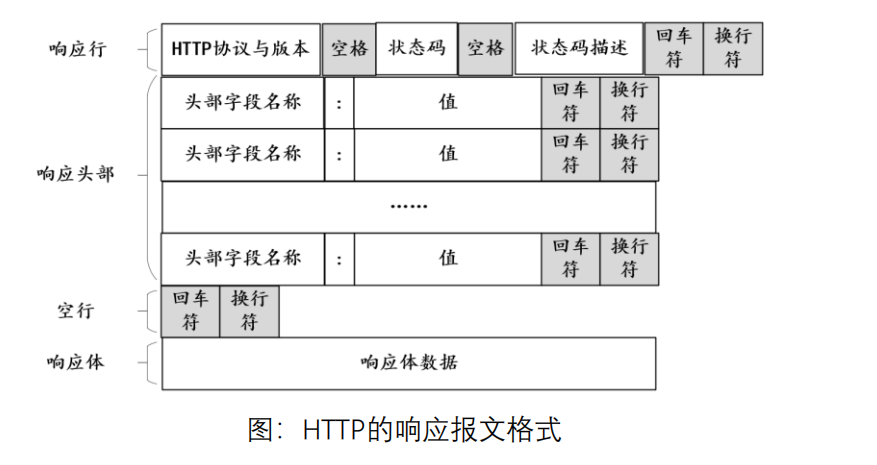 响应行 HTTP协议与版本 空格 状态码 空格 状态码描述 回车符 换行符
头部字段名称 : 值 回车符 换行符
头部字段名称 : 值 回车符 换行符
响应头部
......
头部字段名称 : 值 回车符 换行符
空行 回车符 换行符
响应体 响应体数据
图：HTTP的响应报文格式